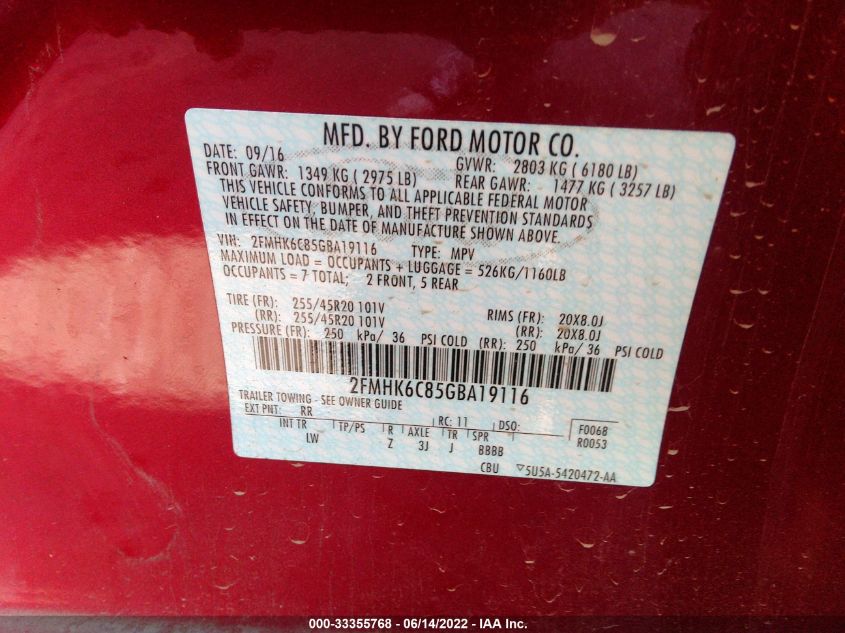 MFD. BY FORD MOTOR CO.
DATE: 09/16 GVWR: 2803 KG ( 6180 LB)
FRONT GAWR: 1349 KG ( 2975 LB) REAR GAWR: 1477 KG ( 3257 LB)
THIS VEHICLE CONFORMS TO ALL APPLICABLE FEDERAL MOTOR
VEHICLE SAFETY, BUMPER, AND THEFT PREVENTION STANDARDS
IN EFFECT ON THE DATE OF MANUFACTURE SHOWN ABOVE.
VIN: 2FMHK6C85GBA19116 TYPE: MPV
MAXIMUM LOAD = OCCUPANTS + LUGGAGE = 526KG/1160LB
OCCUPANTS = 7 TOTAL; 2 FRONT, 5 REAR
TIRE (FR): 255/45R20 101V RIMS (FR): 20X8.0J
(RR): 255/45R20 101V (RR): 20X8.0J
PRESSURE (FR): 250 kPa/ 36 PSI COLD (RR): 250 kPa/ 36 PSI COLD
2FMHK6C85GBA19116
TRAILER TOWING - SEE OWNER GUIDE
EXT PNT: RR RC: 11 DSO: F0068
R0053
INT TR TP/PS R AXLE TR SPR
LW Z 3J J BBBB
CBU 5U5A-5420472-AA
000-33355768 - 06/14/2022 - IAA Inc.